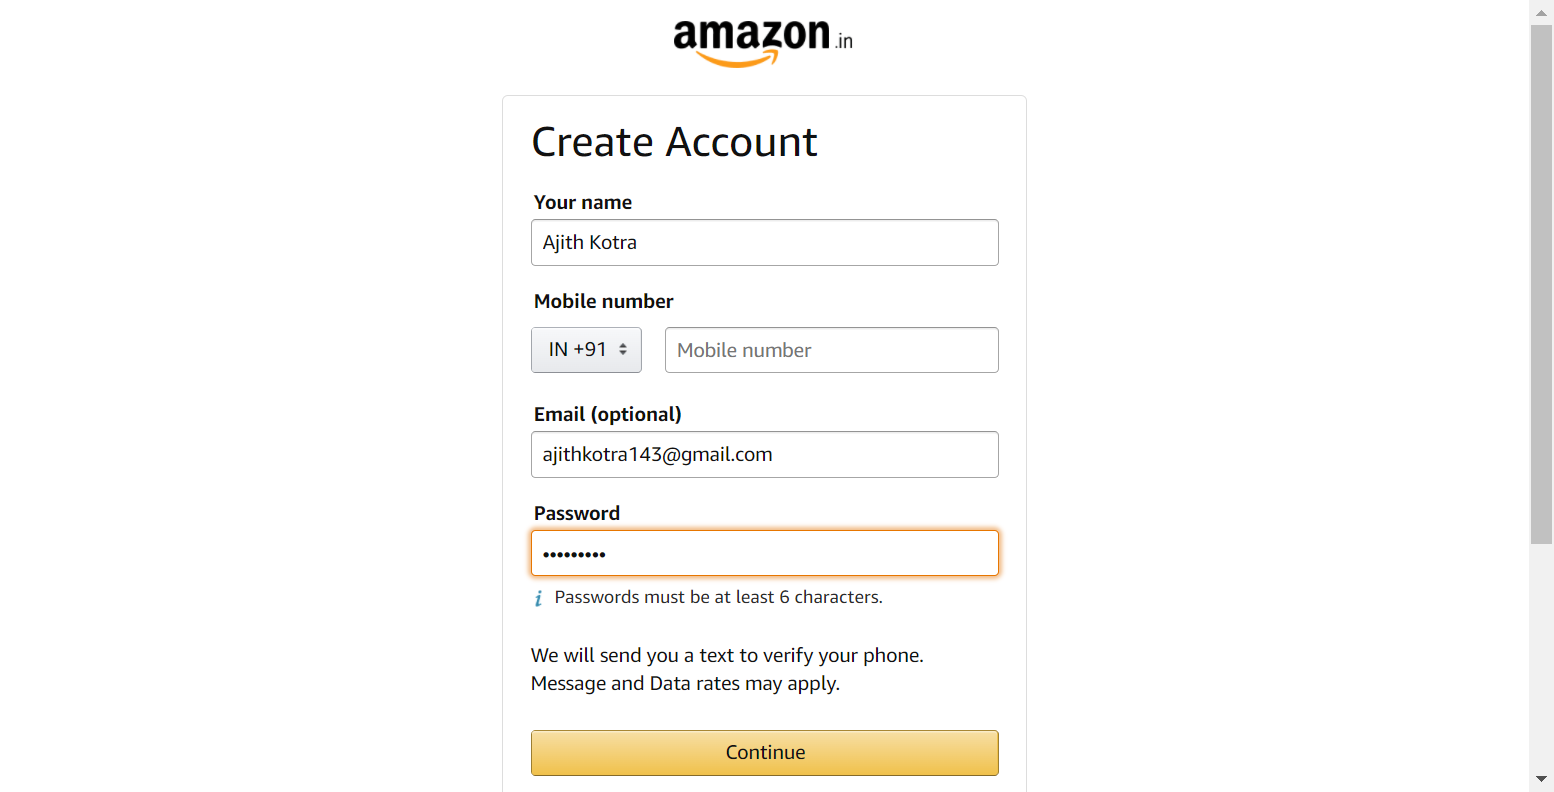 amazon.in
Create Account
Your name
Ajith Kotra
Mobile number
IN +91 Mobile number
Email (optional)
ajithkotra143@gmail.com
Password
•••••••••
i Passwords must be at least 6 characters.
We will send you a text to verify your phone.
Message and Data rates may apply.
Continue